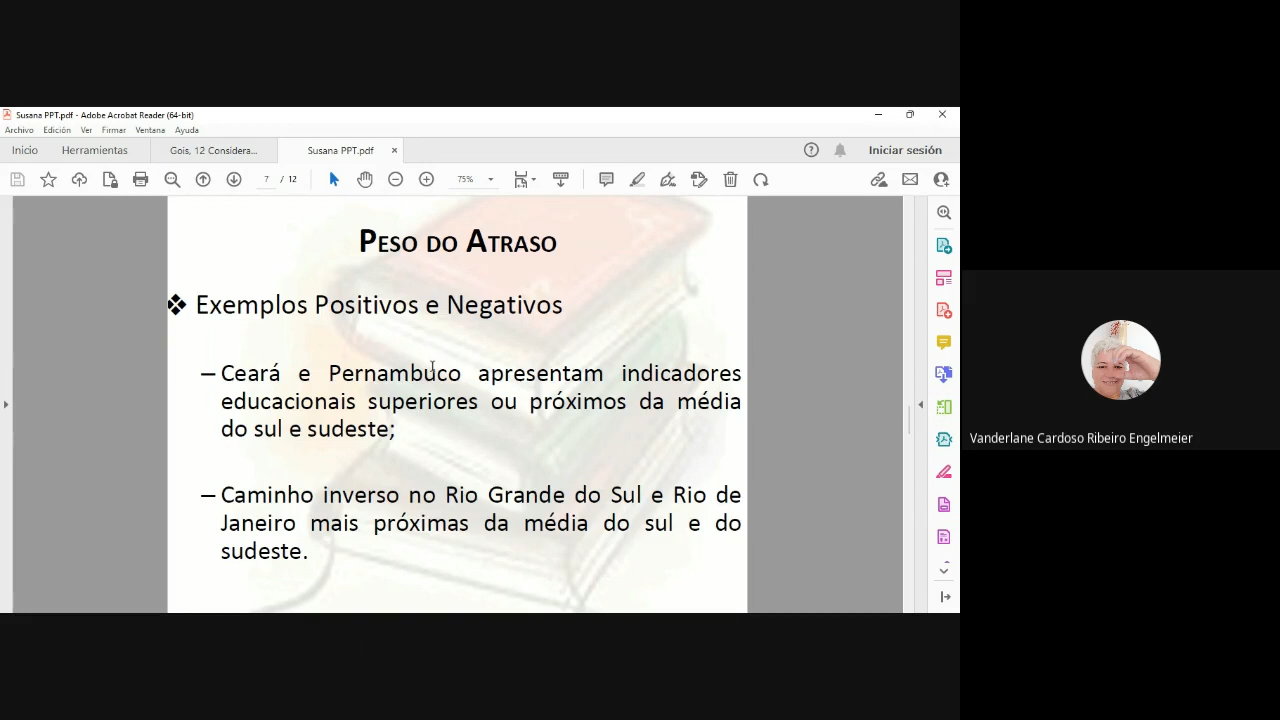 Susana PPT.pdf - Adobe Acrobat Reader (64-bit)
Archivo Edición Ver Firmar Ventana Ayuda
Inicio Herramientas Gois, 12 Considera... Susana PPT.pdf × Iniciar sesión
7 / 12 75%
PESO DO ATRASO
❖ Exemplos Positivos e Negativos
– Ceará e Pernambuco apresentam indicadores
educacionais superiores ou próximos da média
do sul e sudeste;
– Caminho inverso no Rio Grande do Sul e Rio de
Janeiro mais próximas da média do sul e do
sudeste.
Vanderlane Cardoso Ribeiro Engelmeier